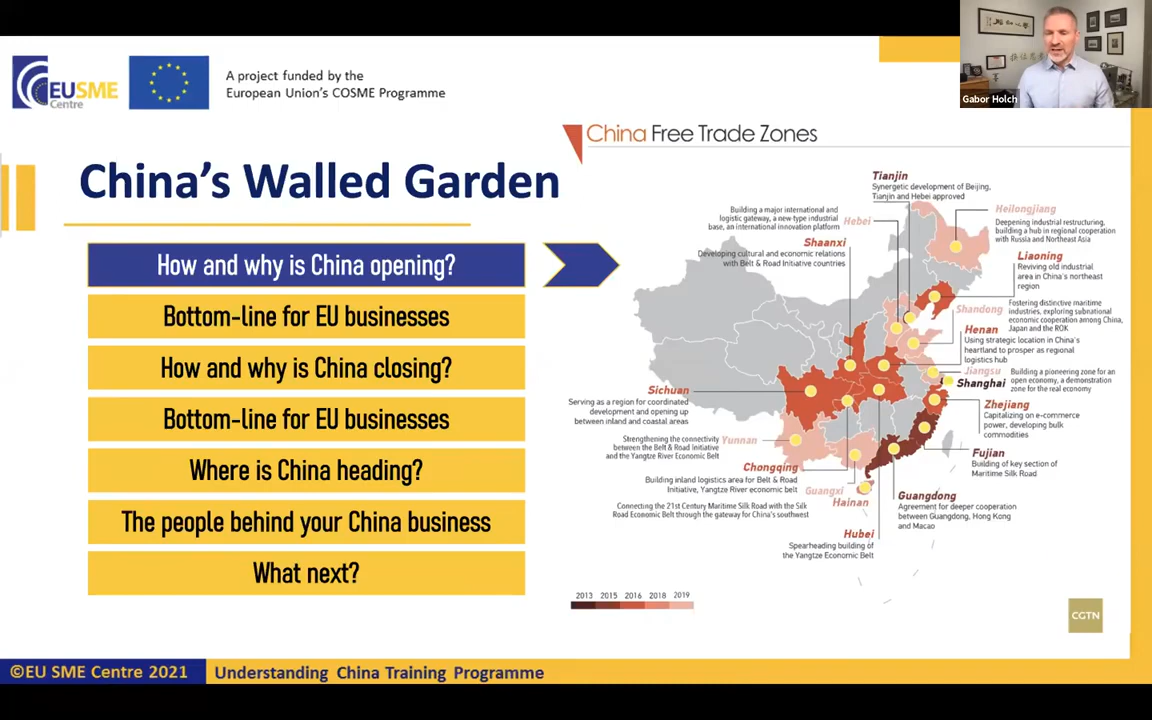 EUSME
Centre
A project funded by the
European Union's COSME Programme
Gabor Holch
China's Walled Garden
How and why is China opening?
Bottom-line for EU businesses
How and why is China closing?
Bottom-line for EU businesses
Where is China heading?
The people behind your China business
What next?
China Free Trade Zones
Tianjin
Synergetic development of Beijing,
Tianjin and Hebei approved
Building a major international and
logistic gateway, a new type industrial
base, an international innovation platform
Hebei
Heilongjiang
Deepening industrial restructuring,
building a hub in regional cooperation
with Russia and Northeast Asia
Shaanxi
Developing cultural and economic relations
with Belt & Road Initiative countries
Liaoning
Reviving old industrial
area in China's northeast
region
Shandong
Fostering distinctive maritime
industries, exploring subnational
economic cooperation among China,
Japan and the ROK
Henan
Using strategic location in China's
heartland to prosper as regional
logistics hub
Jiangsu
Building a pioneering zone for an
open economy, a demonstration
zone for the real economy
Shanghai
Sichuan
Serving as a region for coordinated
development and opening up
between inland and coastal areas
Zhejiang
Capitalizing on e-commerce
power, developing bulk
commodities
Strengthening the connectivity
between the Belt & Road Initiative
and the Yangtze River Economic Belt
Yunnan
Fujian
Building of key section of
Maritime Silk Road
Chongqing
Building inland logistics area for Belt & Road
Initiative, Yangtze River economic belt
Guangxi
Connecting the 21st Century Maritime Silk Road with the Silk
Road Economic Belt through the gateway for China's southwest
Hainan
Guangdong
Agreement for deeper cooperation
between Guangdong, Hong Kong
and Macao
Hubei
Spearheading building of
the Yangtze Economic Belt
2013 2015 2016 2018 2019
CGTN
©EU SME Centre 2021
Understanding China Training Programme